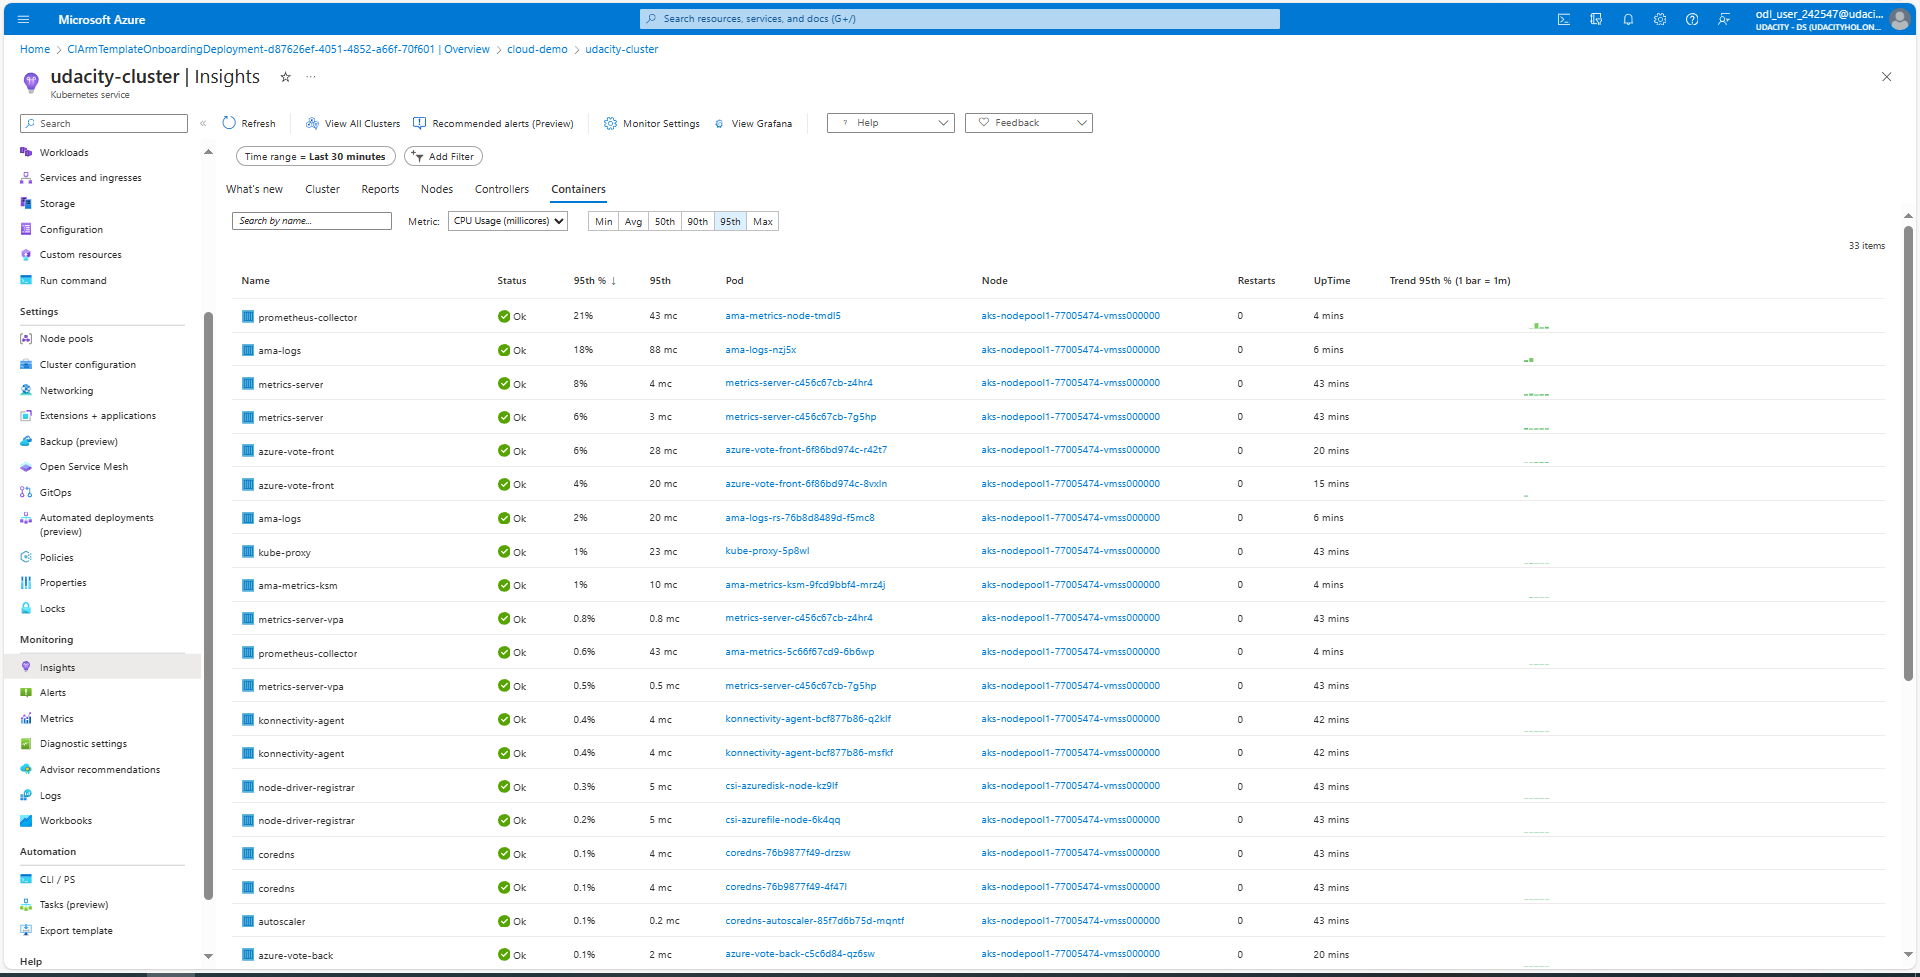 Microsoft Azure
Search resources, services, and docs (G+/)
odl_user_242547@udaci...
UDACITY - DS (UDACITYHOL.ON...
Home > CIArmTemplateOnboardingDeployment-d87626ef-4051-4852-a66f-70f601 | Overview > cloud-demo > udacity-cluster
udacity-cluster | Insights
Kubernetes service
Search
Refresh
View All Clusters
Recommended alerts (Preview)
Monitor Settings
View Grafana
? Help
Feedback
Workloads
Services and ingresses
Storage
Configuration
Custom resources
Run command
Settings
Node pools
Cluster configuration
Networking
Extensions + applications
Backup (preview)
Open Service Mesh
GitOps
Automated deployments
(preview)
Policies
Properties
Locks
Monitoring
Insights
Alerts
Metrics
Diagnostic settings
Advisor recommendations
Logs
Workbooks
Automation
CLI / PS
Tasks (preview)
Export template
Help
Time range = Last 30 minutes
Add Filter
What's new Cluster Reports Nodes Controllers Containers
Search by name...
Metric: CPU Usage (millicores)
Min Avg 50th 90th 95th Max
33 items
Name Status 95th % ↓ 95th Pod Node Restarts UpTime Trend 95th % (1 bar = 1m)
prometheus-collector Ok 21% 43 mc ama-metrics-node-tmdl5 aks-nodepool1-77005474-vmss000000 0 4 mins
ama-logs Ok 18% 88 mc ama-logs-nzj5x aks-nodepool1-77005474-vmss000000 0 6 mins
metrics-server Ok 8% 4 mc metrics-server-c456c67cb-z4hr4 aks-nodepool1-77005474-vmss000000 0 43 mins
metrics-server Ok 6% 3 mc metrics-server-c456c67cb-7g5hp aks-nodepool1-77005474-vmss000000 0 43 mins
azure-vote-front Ok 6% 28 mc azure-vote-front-6f86bd974c-r42t7 aks-nodepool1-77005474-vmss000000 0 20 mins
azure-vote-front Ok 4% 20 mc azure-vote-front-6f86bd974c-8vxln aks-nodepool1-77005474-vmss000000 0 15 mins
ama-logs Ok 2% 20 mc ama-logs-rs-76b8d8489d-f5mc8 aks-nodepool1-77005474-vmss000000 0 6 mins
kube-proxy Ok 1% 23 mc kube-proxy-5p8wl aks-nodepool1-77005474-vmss000000 0 43 mins
ama-metrics-ksm Ok 1% 10 mc ama-metrics-ksm-9fcd9bbf4-mrz4j aks-nodepool1-77005474-vmss000000 0 4 mins
metrics-server-vpa Ok 0.8% 0.8 mc metrics-server-c456c67cb-z4hr4 aks-nodepool1-77005474-vmss000000 0 43 mins
prometheus-collector Ok 0.6% 43 mc ama-metrics-5c66f67cd9-6b6wp aks-nodepool1-77005474-vmss000000 0 4 mins
metrics-server-vpa Ok 0.5% 0.5 mc metrics-server-c456c67cb-7g5hp aks-nodepool1-77005474-vmss000000 0 43 mins
konnectivity-agent Ok 0.4% 4 mc konnectivity-agent-bcf877b86-q2klf aks-nodepool1-77005474-vmss000000 0 42 mins
konnectivity-agent Ok 0.4% 4 mc konnectivity-agent-bcf877b86-msfkf aks-nodepool1-77005474-vmss000000 0 42 mins
node-driver-registrar Ok 0.3% 5 mc csi-azuredisk-node-kz9lf aks-nodepool1-77005474-vmss000000 0 43 mins
node-driver-registrar Ok 0.2% 5 mc csi-azurefile-node-6k4qq aks-nodepool1-77005474-vmss000000 0 43 mins
coredns Ok 0.1% 4 mc coredns-76b9877f49-drzsw aks-nodepool1-77005474-vmss000000 0 43 mins
coredns Ok 0.1% 4 mc coredns-76b9877f49-4f47l aks-nodepool1-77005474-vmss000000 0 43 mins
autoscaler Ok 0.1% 0.2 mc coredns-autoscaler-85f7d6b75d-mqntf aks-nodepool1-77005474-vmss000000 0 43 mins
azure-vote-back Ok 0.1% 2 mc azure-vote-back-c5c6d84-qz6sw aks-nodepool1-77005474-vmss000000 0 20 mins